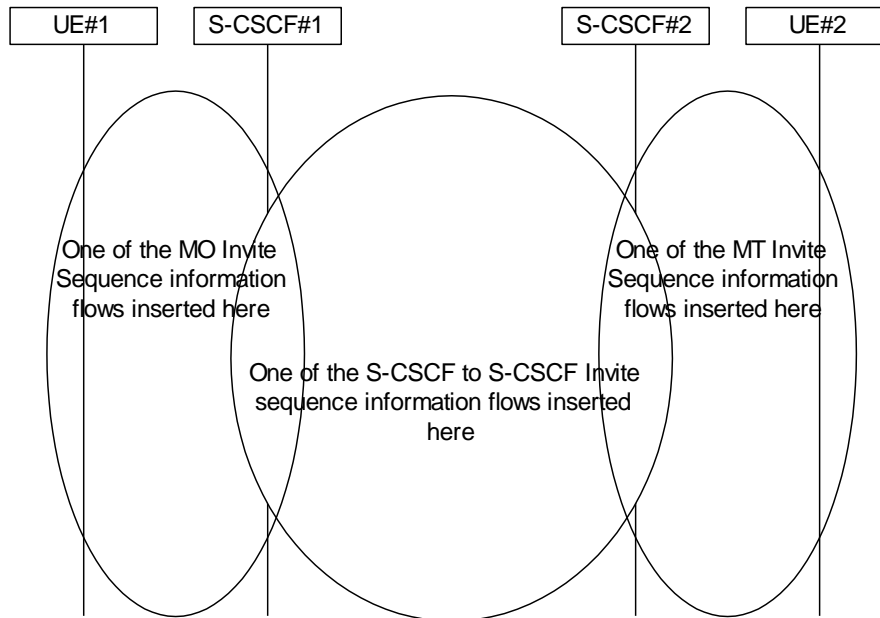 UE#1
S-CSCF#1
S-CSCF#2
UE#2
One of the MO Invite
Sequence information
flows inserted here
One of the MT Invite
Sequence information
flows inserted here
One of the S-CSCF to S-CSCF Invite
sequence information flows inserted
here